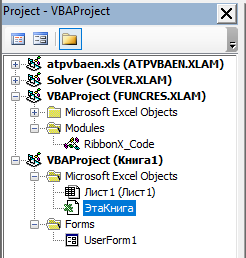 Project - VBAProject
atpvbaen.xls (ATPVBAEN.XLAM)
Solver (SOLVER.XLAM)
VBAProject (FUNCRES.XLAM)
Microsoft Excel Objects
Modules
RibbonX_Code
VBAProject (Книга1)
Microsoft Excel Objects
Лист1 (Лист1)
ЭтаКнига
Forms
UserForm1